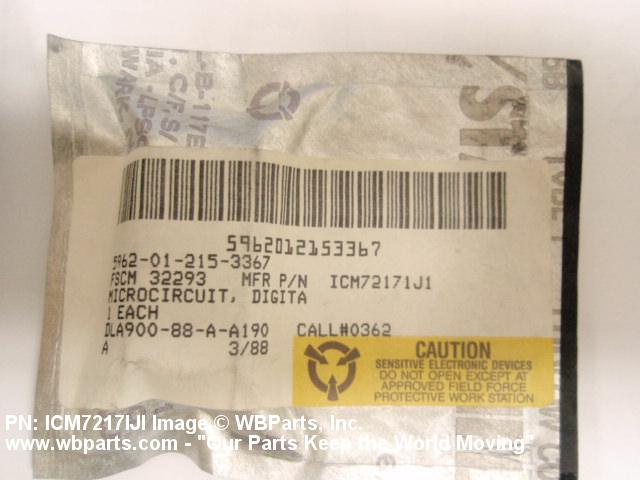 5962012153367
5962-01-215-3367
FSCM 32293 MFR P/N ICM72171J1
MICROCIRCUIT, DIGITA
1 EACH
DLA900-88-A-A190 CALL#0362
A 3/88
CAUTION
SENSITIVE ELECTRONIC DEVICES
DO NOT OPEN EXCEPT AT
APPROVED FIELD FORCE
PROTECTIVE WORK STATION
PN: ICM7217IJI Image © WBParts, Inc.
www.wbparts.com - "Our Parts Keep the World Moving"